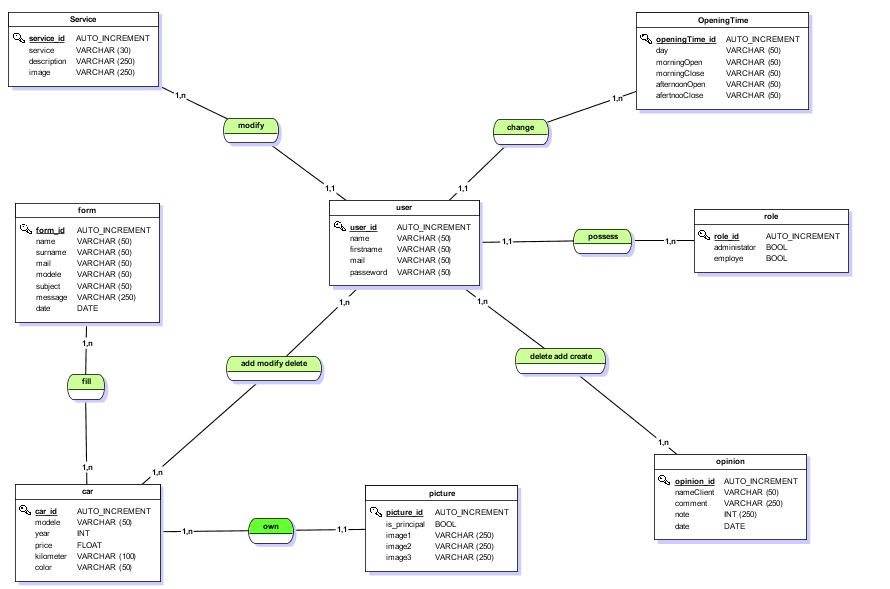 Service
service_id AUTO_INCREMENT
service VARCHAR (30)
description VARCHAR (250)
image VARCHAR (250)
OpeningTime
openingTime_id AUTO_INCREMENT
day VARCHAR (50)
morningOpen VARCHAR (50)
morningClose VARCHAR (50)
afternoonOpen VARCHAR (50)
afertnooClose VARCHAR (50)
1,n
1,n
modify
change
1,1
1,1
form
form_id AUTO_INCREMENT
name VARCHAR (50)
surname VARCHAR (50)
mail VARCHAR (50)
modele VARCHAR (50)
subject VARCHAR (50)
message VARCHAR (250)
date DATE
user
user_id AUTO_INCREMENT
name VARCHAR (50)
firstname VARCHAR (50)
mail VARCHAR (50)
passeword VARCHAR (50)
1,1
possess
1,n
role
role_id AUTO_INCREMENT
administator BOOL
employe BOOL
1,n
1,n
1,n
add modify delete
delete add create
fill
1,n
1,n
1,n
car
car_id AUTO_INCREMENT
modele VARCHAR (50)
year INT
price FLOAT
kilometer VARCHAR (100)
color VARCHAR (50)
1,n
own
1,1
picture
picture_id AUTO_INCREMENT
is_principal BOOL
image1 VARCHAR (250)
image2 VARCHAR (250)
image3 VARCHAR (250)
opinion
opinion_id AUTO_INCREMENT
nameClient VARCHAR (50)
comment VARCHAR (250)
note INT (250)
date DATE